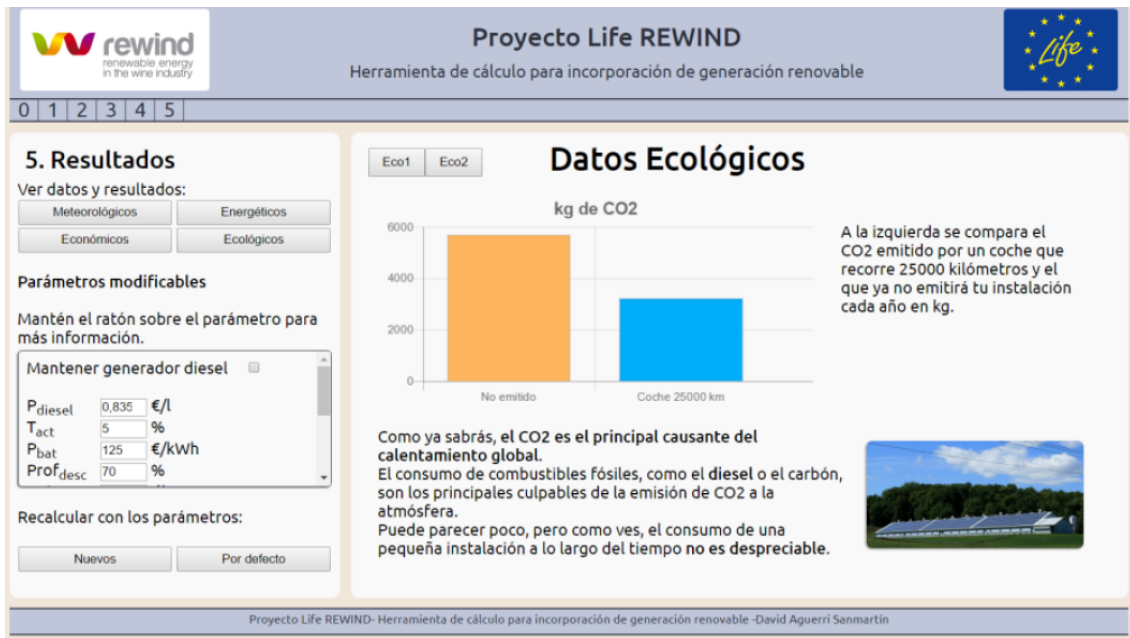 rewind
renewable energy
in the wine industry
Proyecto Life REWIND
Herramienta de cálculo para incorporación de generación renovable
Life
0 1 2 3 4 5
5. Resultados
Ver datos y resultados:
Meteorológicos Energéticos
Económicos Ecológicos
Parámetros modificables
Mantén el ratón sobre el parámetro para
más información.
Mantener generador diesel
Pdiesel 0,835 €/l
Tact 5 %
Pbat 125 €/kWh
Profdesc 70 %
Recalcular con los parámetros:
Nuevos Por defecto
Eco1 Eco2
Datos Ecológicos
kg de CO2
6000
4000
2000
0
No emitido Coche 25000 km
A la izquierda se compara el
CO2 emitido por un coche que
recorre 25000 kilómetros y el
que ya no emitirá tu instalación
cada año en kg.
Como ya sabrás, el CO2 es el principal causante del
calentamiento global.
El consumo de combustibles fósiles, como el diesel o el carbón,
son los principales culpables de la emisión de CO2 a la
atmósfera.
Puede parecer poco, pero como ves, el consumo de una
pequeña instalación a lo largo del tiempo no es despreciable.
Proyecto Life REWIND- Herramienta de cálculo para incorporación de generación renovable -David Aguerri Sanmartín